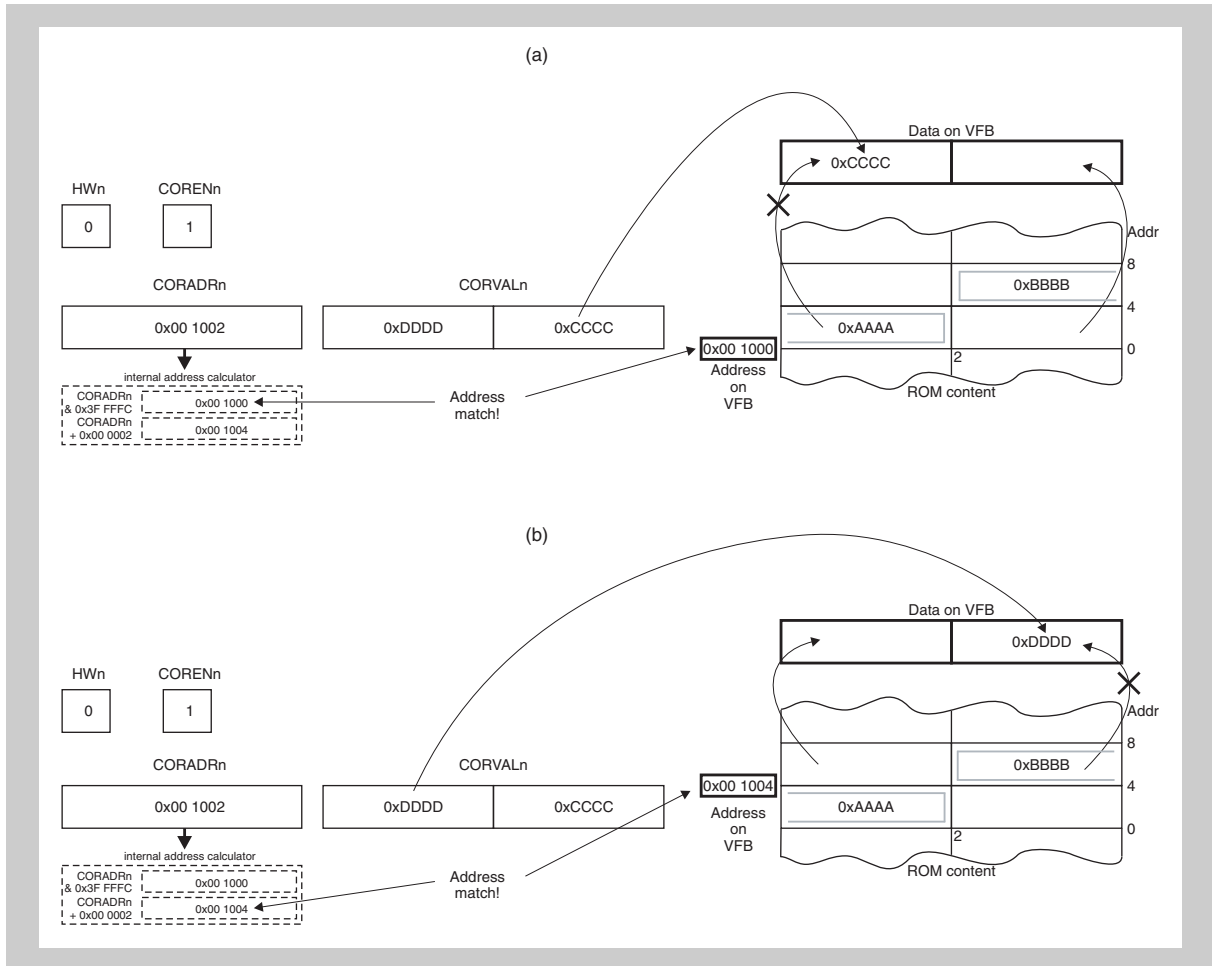 (a)
Data on VFB
0xCCCC
HWn
CORENn
0
1
Addr
8
0xBBBB
CORADRn
CORVALn
4
0x00 1002
0xDDDD
0xCCCC
0xAAAA
0x00 1000
0
2
internal address calculator
Address
on
VFB
ROM content
CORADRn
& 0x3F FFFC
0x00 1000
Address
match!
CORADRn
+ 0x00 0002
0x00 1004
(b)
Data on VFB
0xDDDD
HWn
CORENn
0
1
Addr
8
0xBBBB
CORADRn
CORVALn
0x00 1004
4
0x00 1002
0xDDDD
0xCCCC
0xAAAA
Address
on
VFB
0
2
internal address calculator
ROM content
CORADRn
& 0x3F FFFC
0x00 1000
Address
match!
CORADRn
+ 0x00 0002
0x00 1004